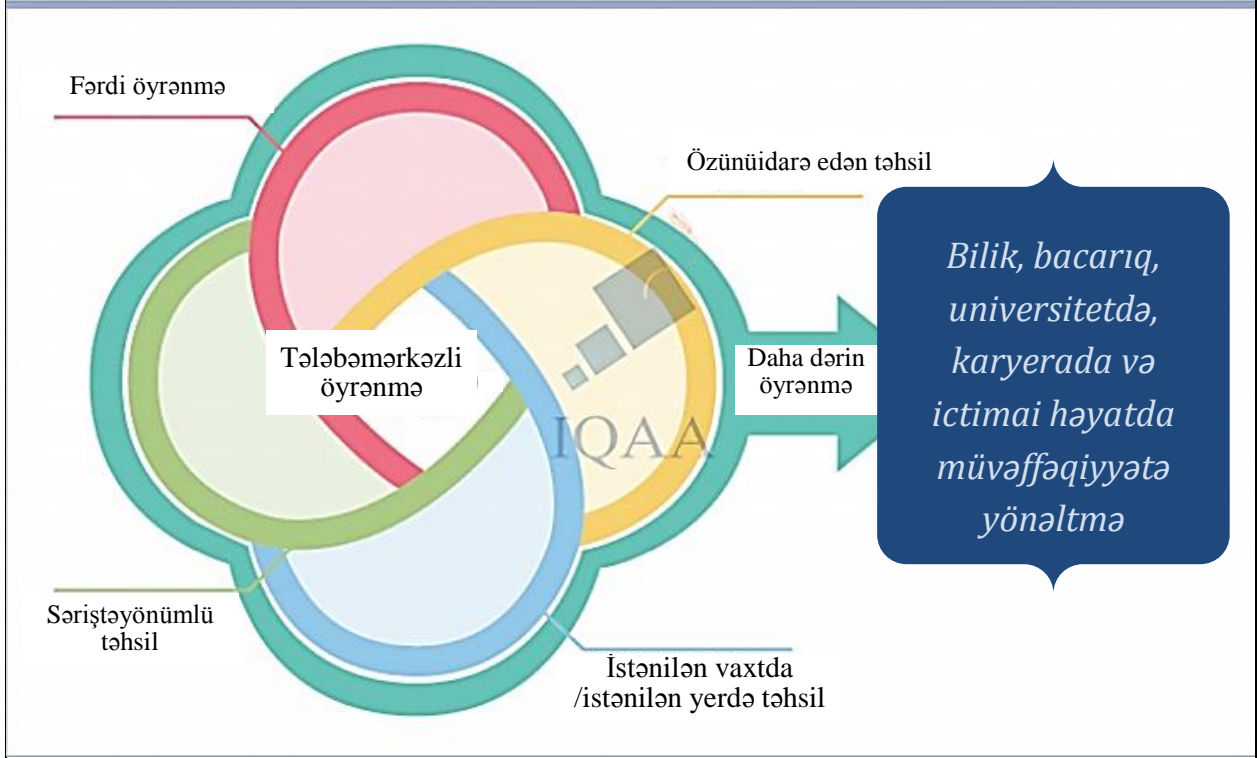 Fərdi öyrənmə
Özünüidarə edən təhsil
Tələbəmərkəzli
öyrənmə
Daha dərin
öyrənmə
Bilik, bacarıq,
universitetdə,
karyerada və
ictimai həyatda
müvəffəqiyyətə
yönəltmə
IQAA
Səriştəyönümlü
təhsil
İstənilən vaxtda
/istənilən yerdə təhsil